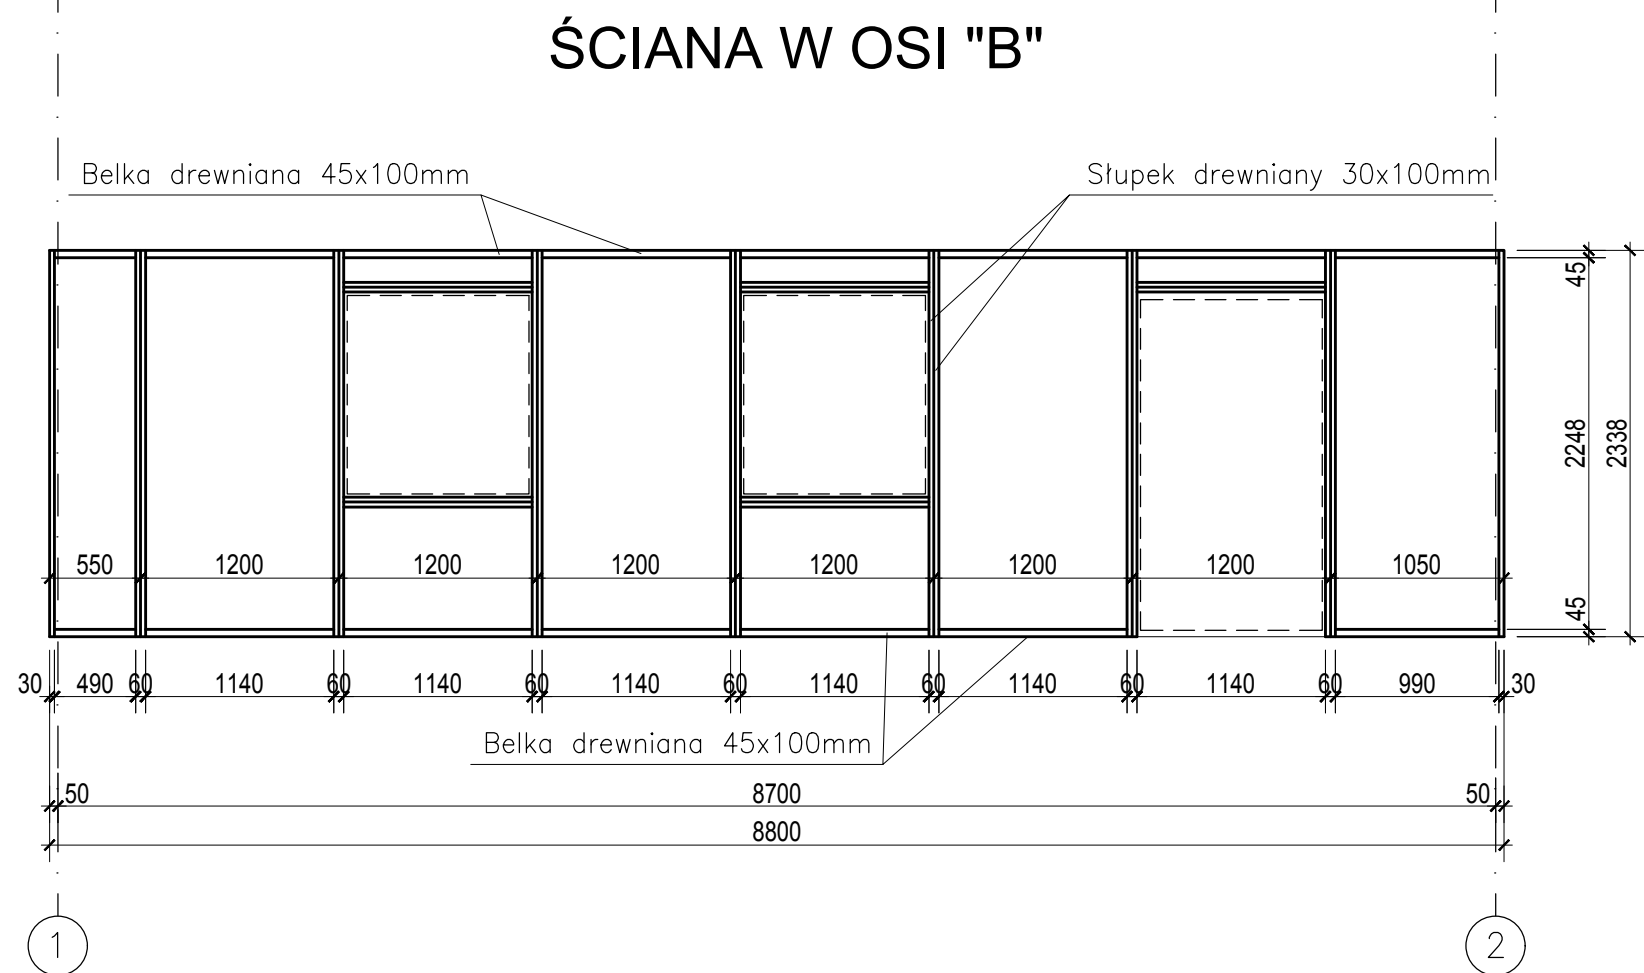 ŚCIANA W OSI "B"
Belka drewniana 45x100mm
Słupek drewniany 30x100mm
45
2248
2338
45
550 1200 1200 1200 1200 1200 1200 1050
30 490 60 1140 60 1140 60 1140 60 1140 60 1140 60 1140 60 990 30
Belka drewniana 45x100mm
50 8700 50
8800
1 2